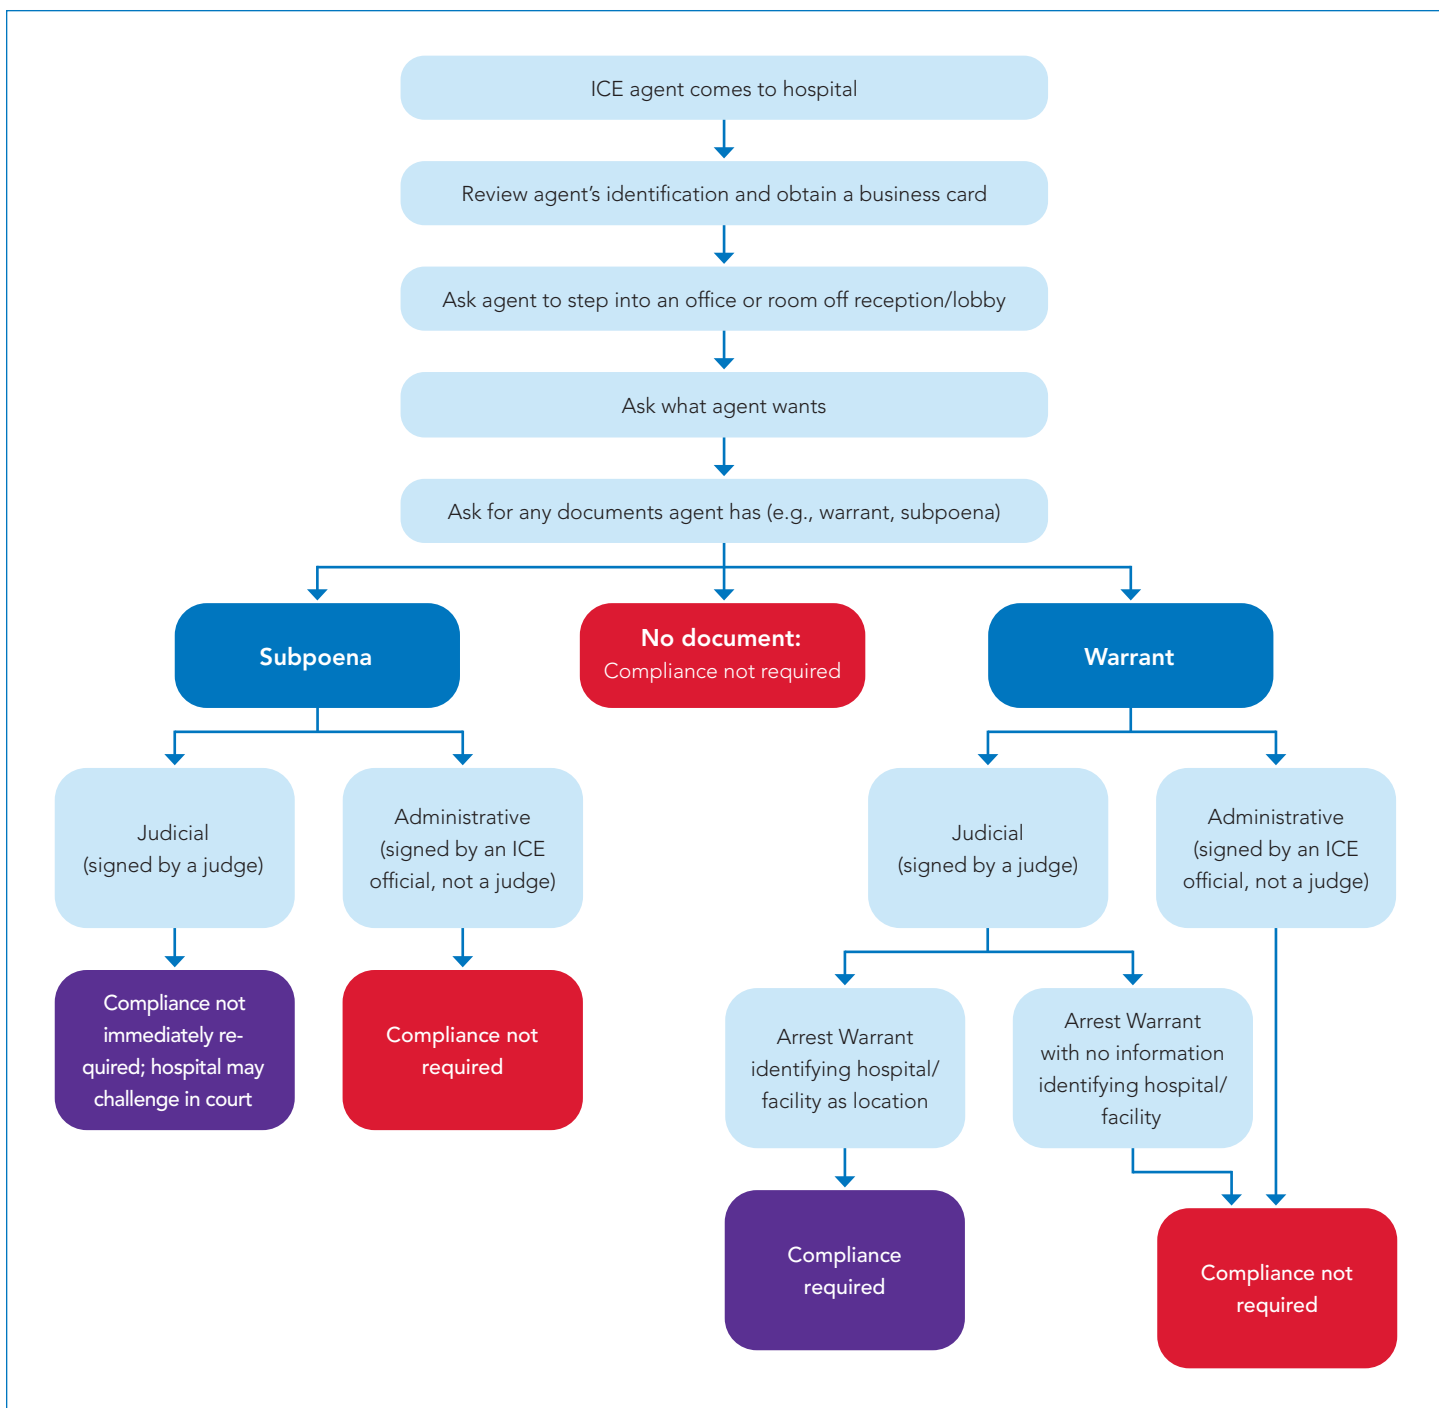 ICE agent comes to hospital
Review agent’s identification and obtain a business card
Ask agent to step into an office or room off reception/lobby
Ask what agent wants
Ask for any documents agent has (e.g., warrant, subpoena)
Subpoena
No document:
Compliance not required
Warrant
Judicial
(signed by a judge)
Administrative
(signed by an ICE
official, not a judge)
Judicial
(signed by a judge)
Administrative
(signed by an ICE
official, not a judge)
Compliance not
immediately re-
quired; hospital may
challenge in court
Compliance not
required
Arrest Warrant
identifying hospital/
facility as location
Arrest Warrant
with no information
identifying hospital/
facility
Compliance
required
Compliance not
required